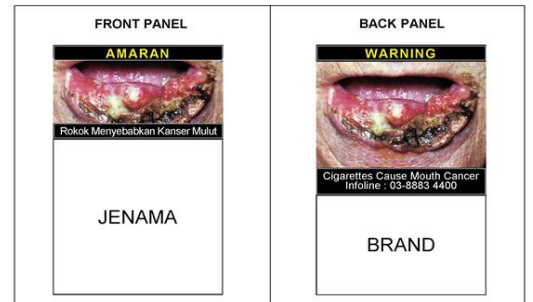 FRONT PANEL
AMARAN
Rokok Menyebabkan Kanser Mulut
JENAMA
BACK PANEL
WARNING
Cigarettes Cause Mouth Cancer
Infoline : 03-8883 4400
BRAND